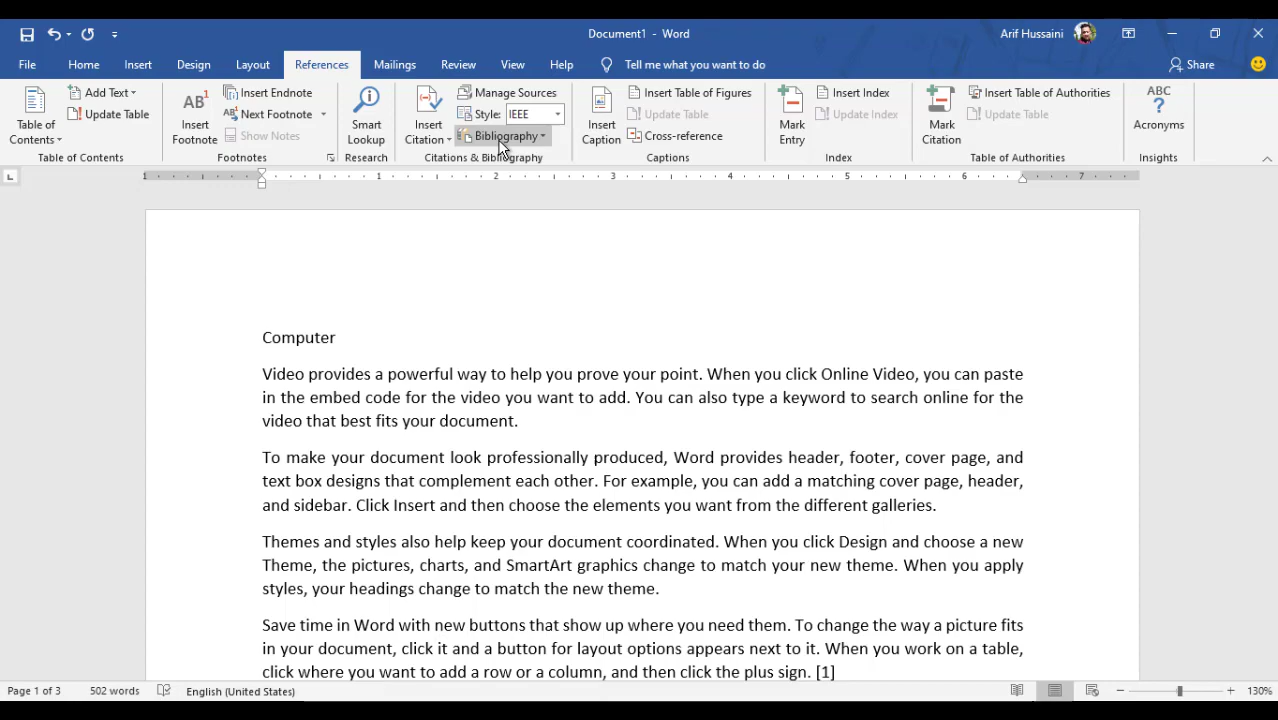 Document1 - Word
Arif Hussaini
File Home Insert Design Layout References Mailings Review View Help Tell me what you want to do Share
Table of
Contents
Add Text
Update Table
Table of Contents
AB1
Insert
Footnote
Insert Endnote
Next Footnote
Show Notes
Footnotes
Smart
Lookup
Research
Insert
Citation
Manage Sources
Style: IEEE
Bibliography
Citations & Bibliography
Insert
Caption
Insert Table of Figures
Update Table
Cross-reference
Captions
Mark
Entry
Insert Index
Update Index
Index
Mark
Citation
Insert Table of Authorities
Update Table
Table of Authorities
ABC
?
Acronyms
Insights
1 1 2 3 4 5 6 7
Computer
Video provides a powerful way to help you prove your point. When you click Online Video, you can paste
in the embed code for the video you want to add. You can also type a keyword to search online for the
video that best fits your document.
To make your document look professionally produced, Word provides header, footer, cover page, and
text box designs that complement each other. For example, you can add a matching cover page, header,
and sidebar. Click Insert and then choose the elements you want from the different galleries.
Themes and styles also help keep your document coordinated. When you click Design and choose a new
Theme, the pictures, charts, and SmartArt graphics change to match your new theme. When you apply
styles, your headings change to match the new theme.
Save time in Word with new buttons that show up where you need them. To change the way a picture fits
in your document, click it and a button for layout options appears next to it. When you work on a table,
click where you want to add a row or a column, and then click the plus sign. [1]
Page 1 of 3 502 words English (United States) 130%